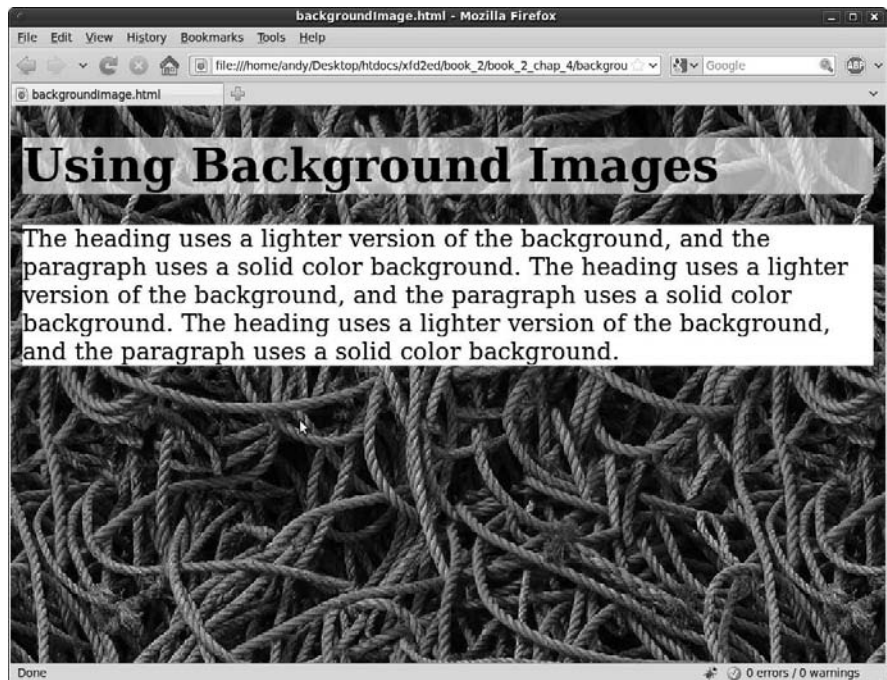 backgroundImage.html - Mozilla Firefox
File Edit View History Bookmarks Tools Help
file:///home/andy/Desktop/htdocs/xfd2ed/book_2/book_2_chap_4/backgrou Google ABP
backgroundImage.html
Using Background Images
The heading uses a lighter version of the background, and the
paragraph uses a solid color background. The heading uses a lighter
version of the background, and the paragraph uses a solid color
background. The heading uses a lighter version of the background,
and the paragraph uses a solid color background.
Done 0 errors / 0 warnings